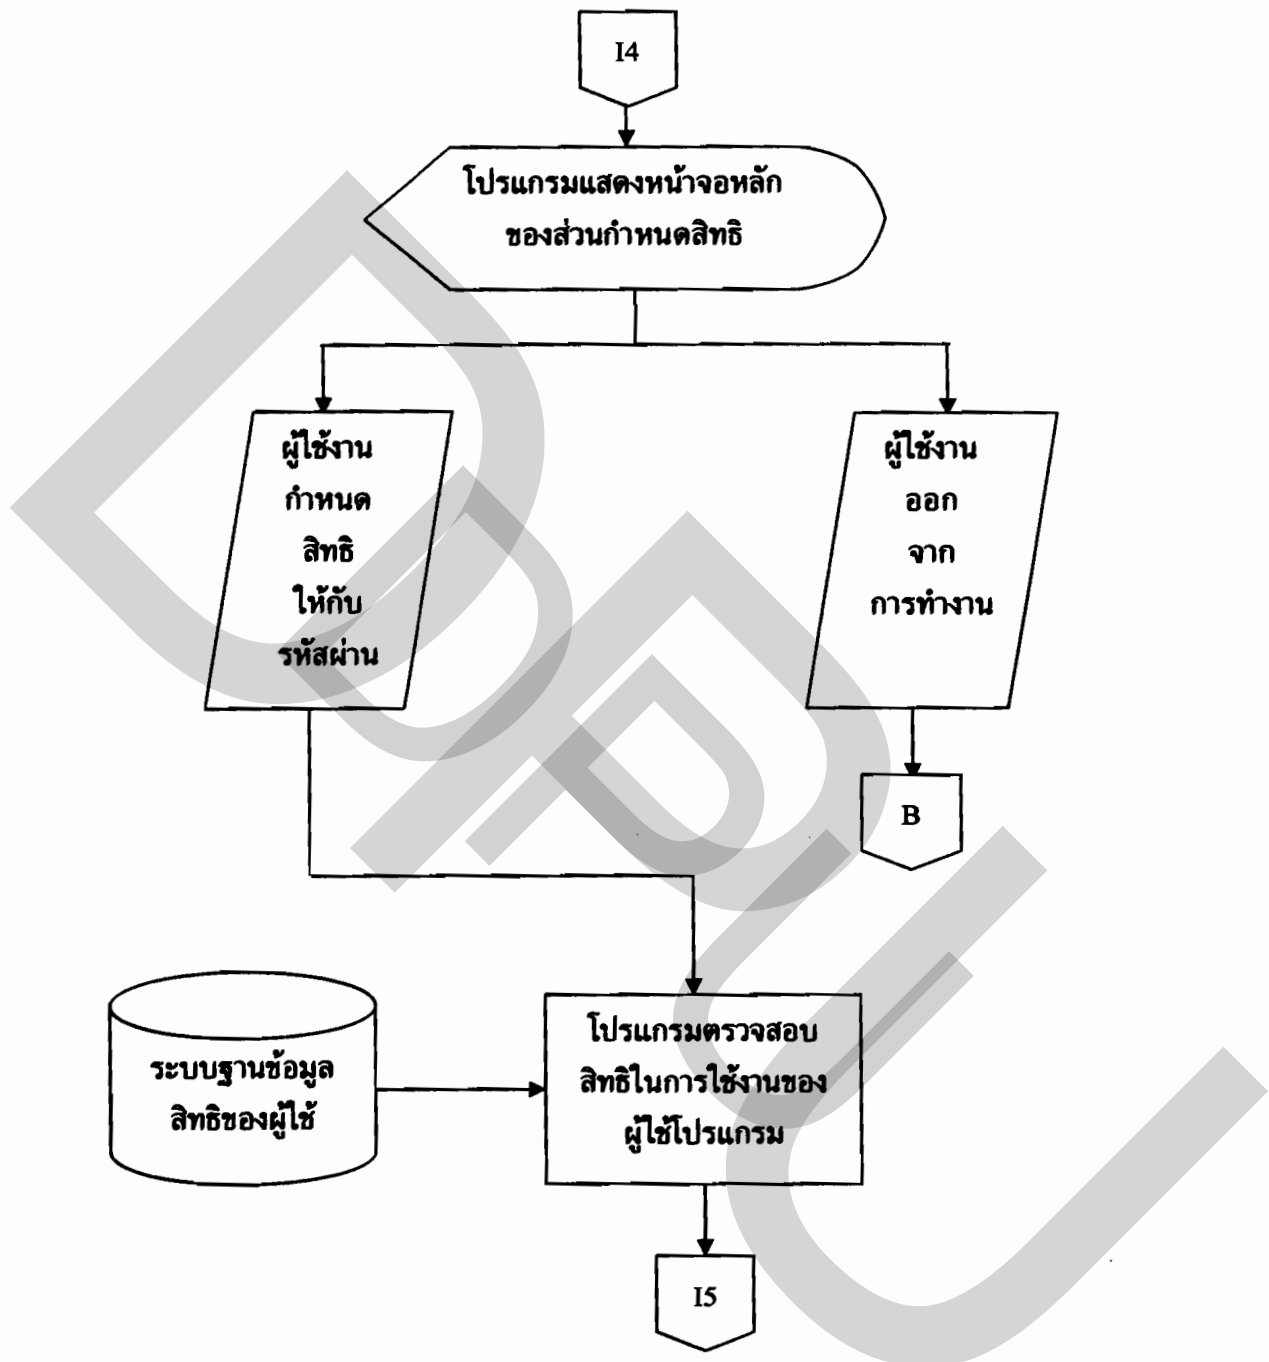 I4
โปรแกรมแสดงหน้าจอหลัก
ของส่วนกำหนดสิทธิ
ผู้ใช้งาน
กำหนด
สิทธิ
ให้กับ
รหัสผ่าน
ผู้ใช้งาน
ออก
จาก
การทำงาน
B
ระบบฐานข้อมูล
สิทธิของผู้ใช้
โปรแกรมตรวจสอบ
สิทธิในการใช้งานของ
ผู้ใช้โปรแกรม
I5
DPU
DPU